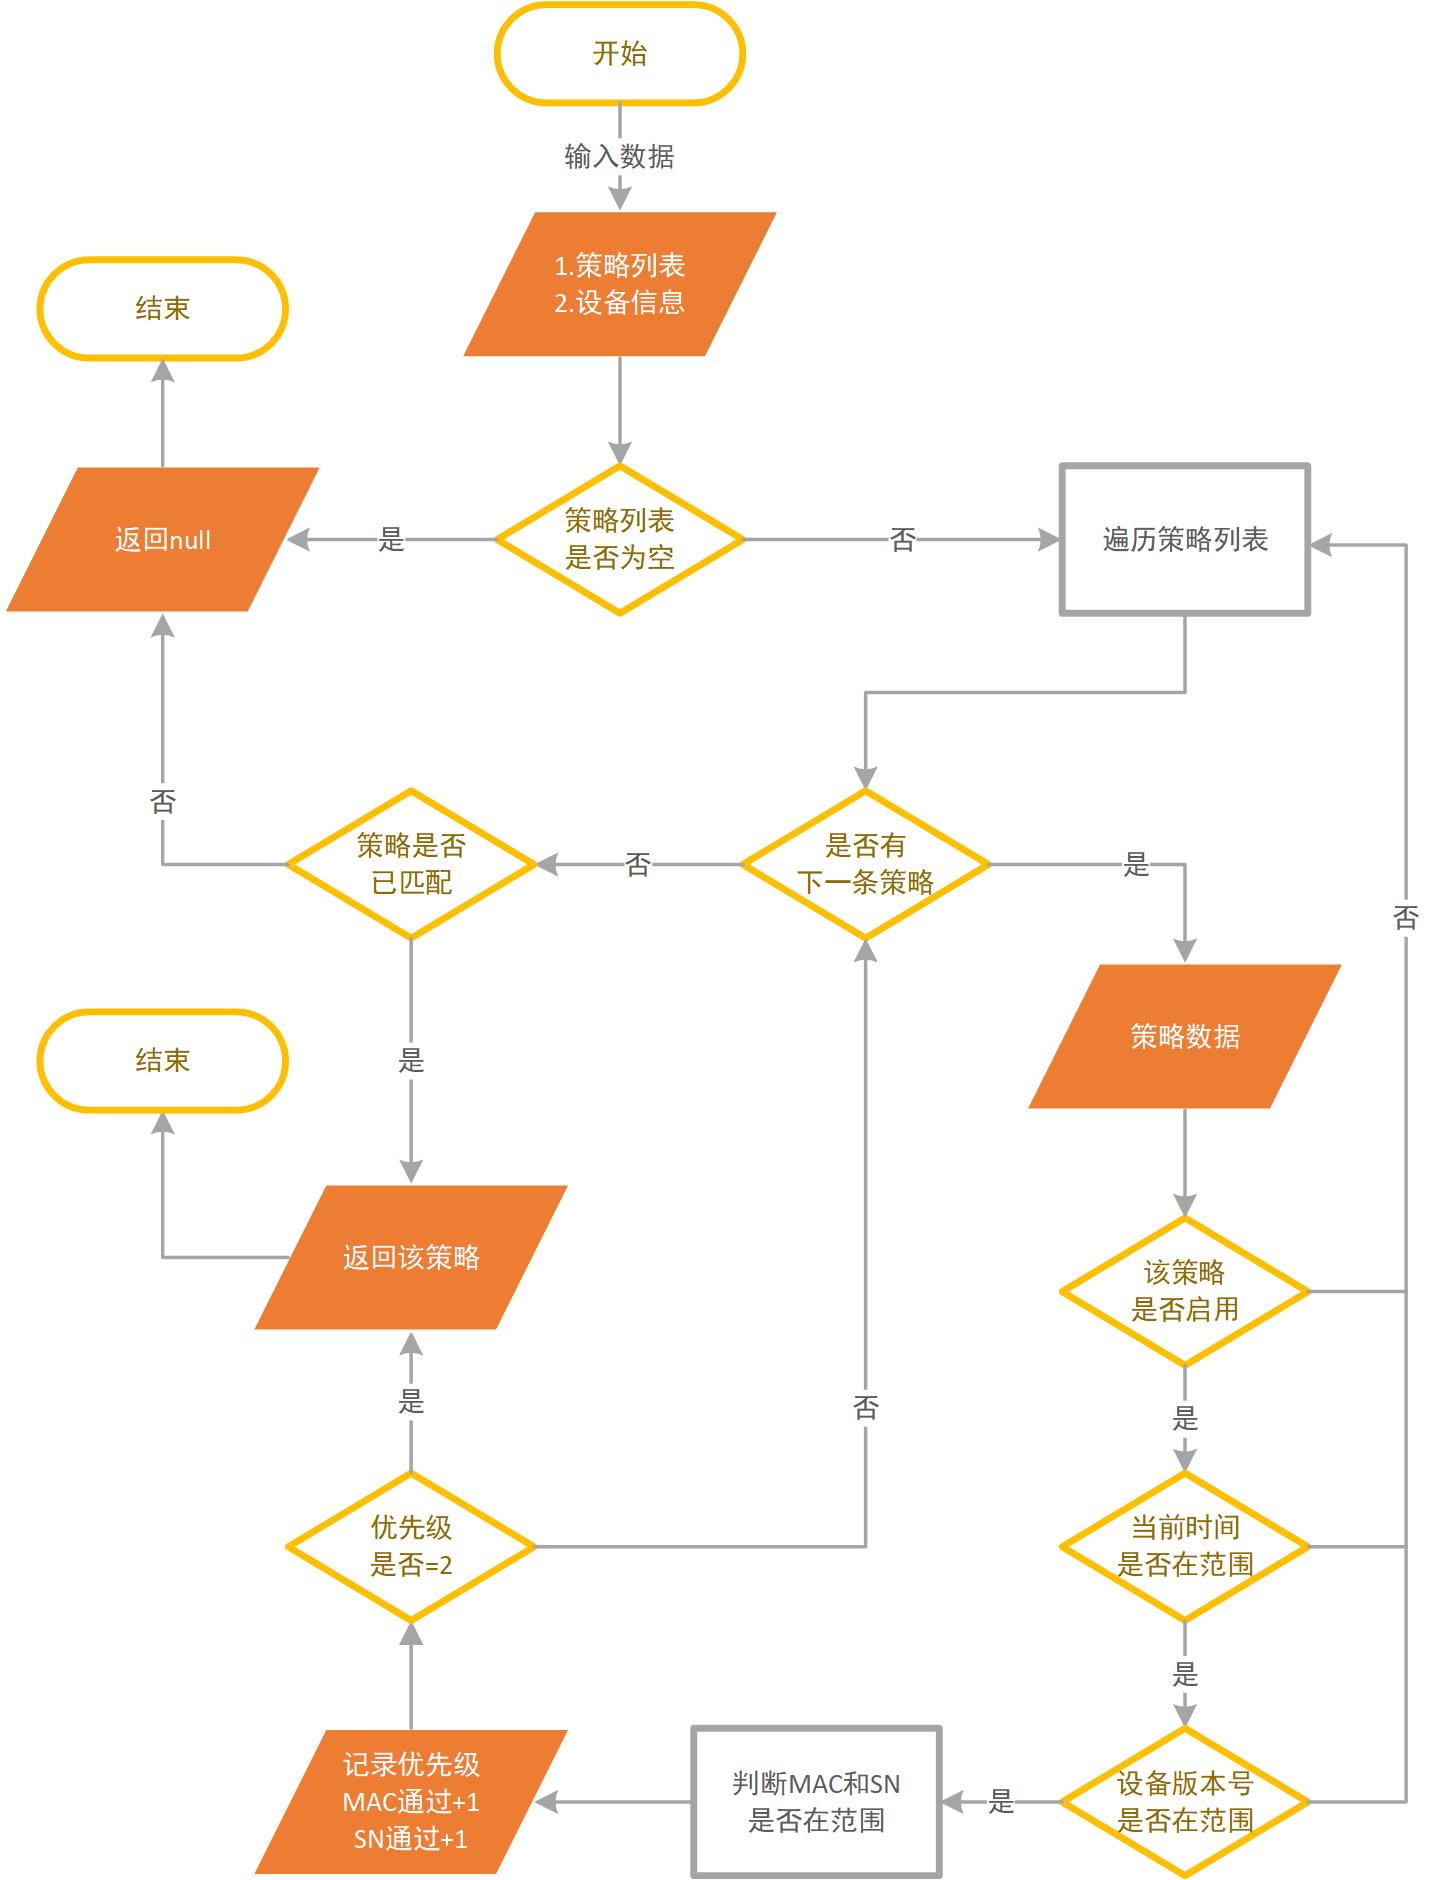 开始
输入数据
1.策略列表
2.设备信息
结束
返回null
是
策略列表
是否为空
否
遍历策略列表
否
策略是否
已匹配
否
是否有
下一条策略
是
否
策略数据
结束
是
返回该策略
该策略
是否启用
是
否
是
优先级
是否=2
当前时间
是否在范围
是
记录优先级
MAC通过+1
SN通过+1
判断MAC和SN
是否在范围
是
设备版本号
是否在范围